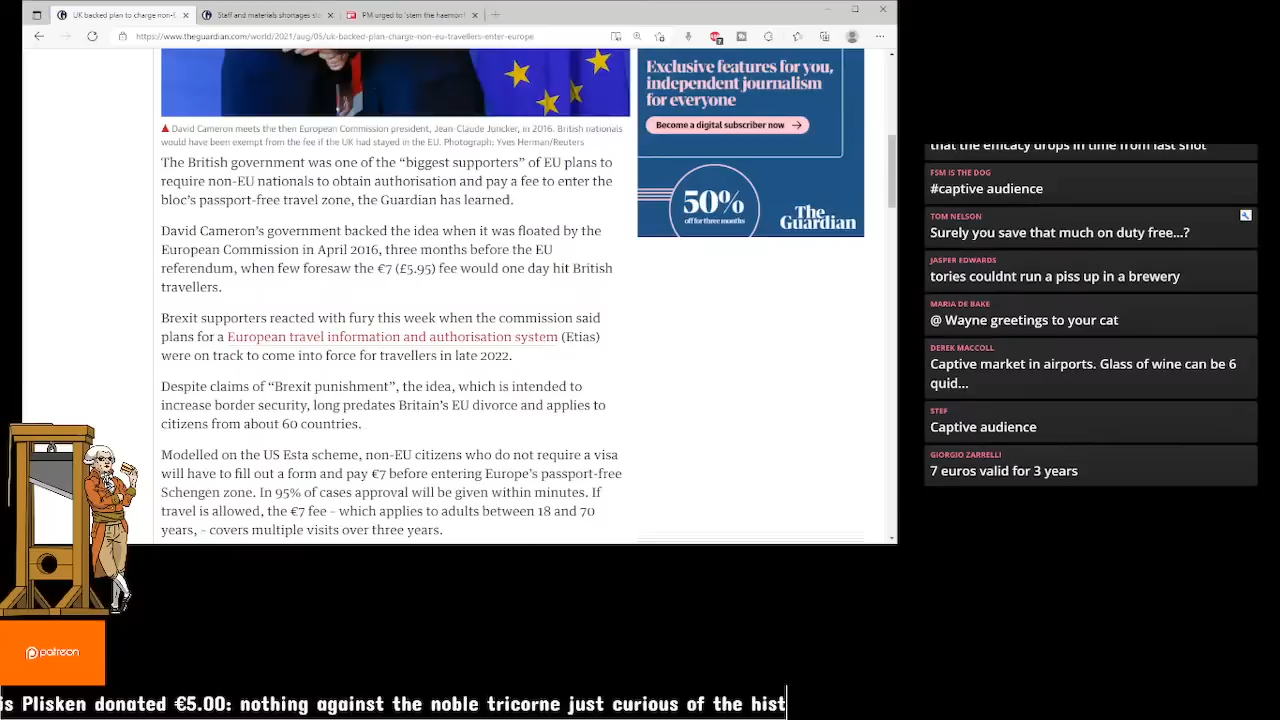 UK backed plan to charge non-E
Staff and materials shortages sl
PM urged to 'stem the haemorr
https://www.theguardian.com/world/2021/aug/05/uk-backed-plan-charge-non-eu-travellers-enter-europe
7
David Cameron meets the then European Commission president, Jean-Claude Juncker, in 2016. British nationals
would have been exempt from the fee if the UK had stayed in the EU. Photograph: Yves Herman/Reuters
The British government was one of the “biggest supporters” of EU plans to
require non-EU nationals to obtain authorisation and pay a fee to enter the
bloc’s passport-free travel zone, the Guardian has learned.
David Cameron’s government backed the idea when it was floated by the
European Commission in April 2016, three months before the EU
referendum, when few foresaw the €7 (£5.95) fee would one day hit British
travellers.
Brexit supporters reacted with fury this week when the commission said
plans for a European travel information and authorisation system (Etias)
were on track to come into force for travellers in late 2022.
Despite claims of “Brexit punishment”, the idea, which is intended to
increase border security, long predates Britain’s EU divorce and applies to
citizens from about 60 countries.
Modelled on the US Esta scheme, non-EU citizens who do not require a visa
will have to fill out a form and pay €7 before entering Europe’s passport-free
Schengen zone. In 95% of cases approval will be given within minutes. If
travel is allowed, the €7 fee – which applies to adults between 18 and 70
years, – covers multiple visits over three years.
Exclusive features for you,
independent journalism
for everyone
Become a digital subscriber now
50%
off for three months
The
Guardian
that the efficacy drops in time from last shot
FSM IS THE DOG
#captive audience
TOM NELSON
Surely you save that much on duty free...?
JASPER EDWARDS
tories couldnt run a piss up in a brewery
MARIA DE BAKE
@ Wayne greetings to your cat
DEREK MACCOLL
Captive market in airports. Glass of wine can be 6
quid...
STEF
Captive audience
GIORGIO ZARRELLI
7 euros valid for 3 years
patreon
is Plisken donated €5.00: nothing against the noble tricorne just curious of the hist